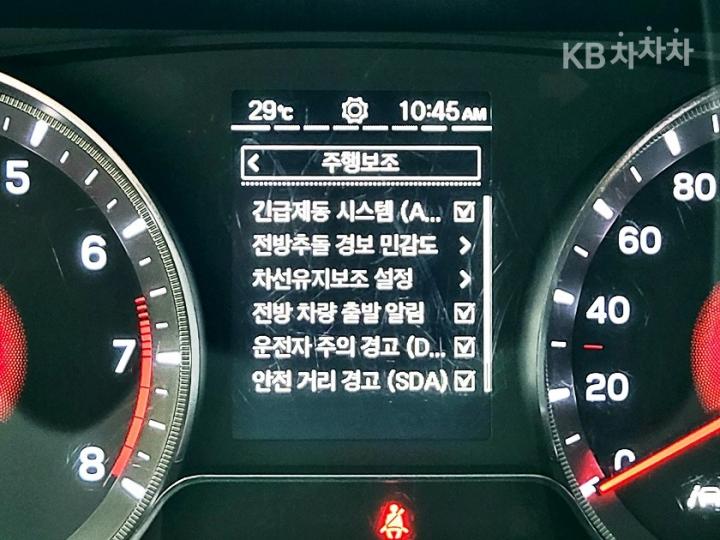 KB차차차
29℃ 10:45AM
< 주행보조
긴급제동 시스템 (A...
전방추돌 경보 민감도 >
차선유지보조 설정 >
전방 차량 출발 알림
운전자 주의 경고 (D...
안전 거리 경고 (SDA)
5
6
7
8
80
60
40
20
0